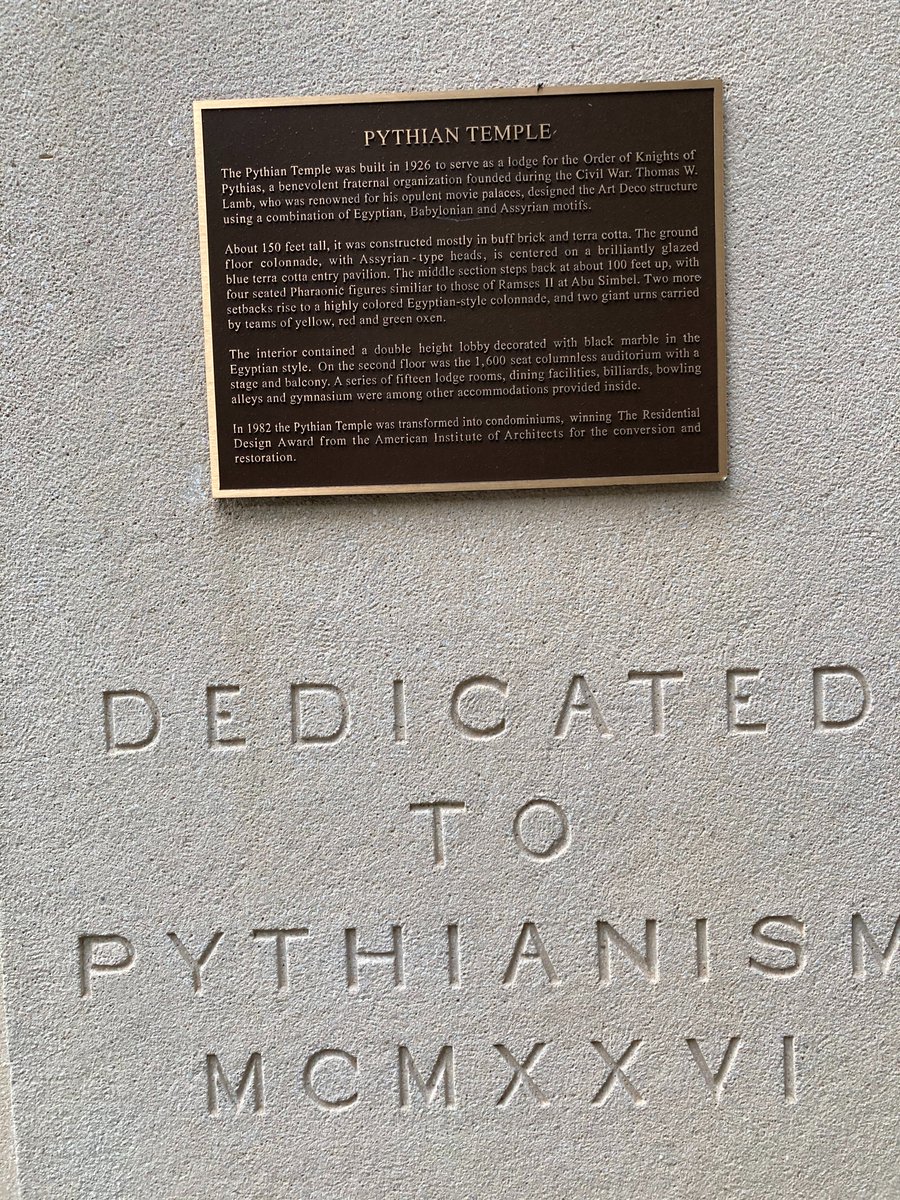 PYTHIAN TEMPLE
The Pythian Temple was built in 1926 to serve as a lodge for the Order of Knights of
Pythias, a benevolent fraternal organization founded during the Civil War. Thomas W.
Lamb, who was renowned for his opulent movie palaces, designed the Art Deco structure
using a combination of Egyptian, Babylonian and Assyrian motifs.
About 150 feet tall, it was constructed mostly in buff brick and terra cotta. The ground
floor colonnade, with Assyrian-type heads, is centered on a brilliantly glazed
blue terra cotta entry pavilion. The middle section steps back at about 100 feet up, with
four seated Pharaonic figures similiar to those of Ramses II at Abu Simbel. Two more
setbacks rise to a highly colored Egyptian-style colonnade, and two giant urns carried
by teams of yellow, red and green oxen.
The interior contained a double height lobby decorated with black marble in the
Egyptian style. On the second floor was the 1,600 seat columnless auditorium with a
stage and balcony. A series of fifteen lodge rooms, dining facilities, billiards, bowling
alleys and gymnasium were among other accommodations provided inside.
In 1982 the Pythian Temple was transformed into condominiums, winning The Residential
Design Award from the American Institute of Architects for the conversion and
restoration.
DEDICATED
TO
PYTHIANISM
MCMXXVI